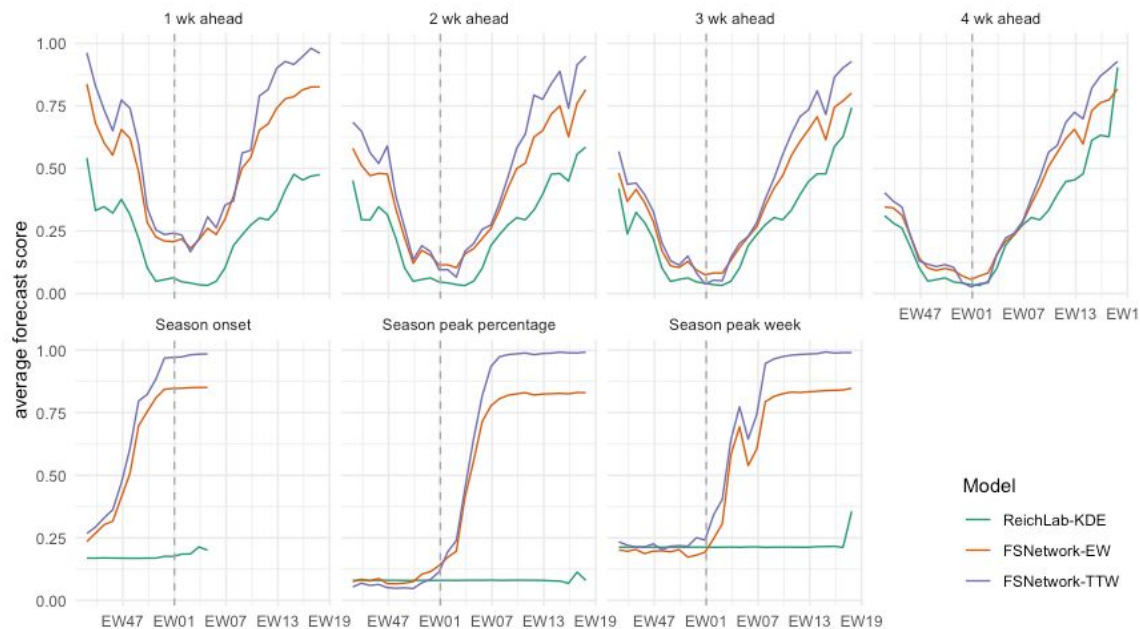 1 wk ahead 2 wk ahead 3 wk ahead 4 wk ahead
1.00
0.75
0.50
0.25
0.00
EW47 EW01 EW07 EW13 EW1
Season onset Season peak percentage Season peak week
average forecast score
1.00
0.75
0.50
0.25
0.00
EW47 EW01 EW07 EW13 EW19 EW47 EW01 EW07 EW13 EW19 EW47 EW01 EW07 EW13 EW19
Model
ReichLab-KDE
FSNetwork-EW
FSNetwork-TTW